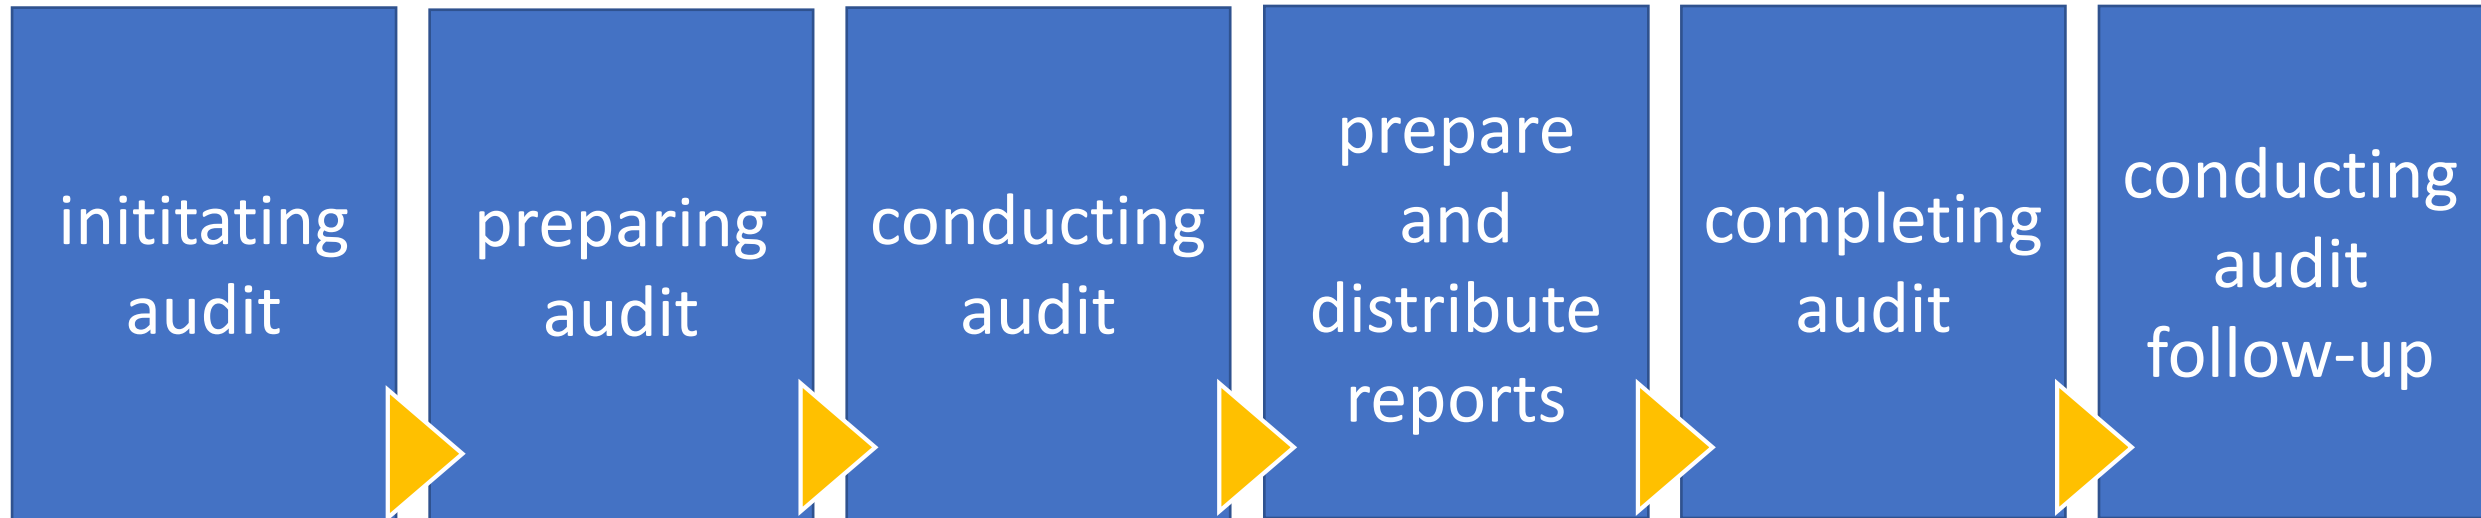 inititating
audit
preparing
audit
conducting
audit
prepare
and
distribute
reports
completing
audit
conducting
audit
follow-up